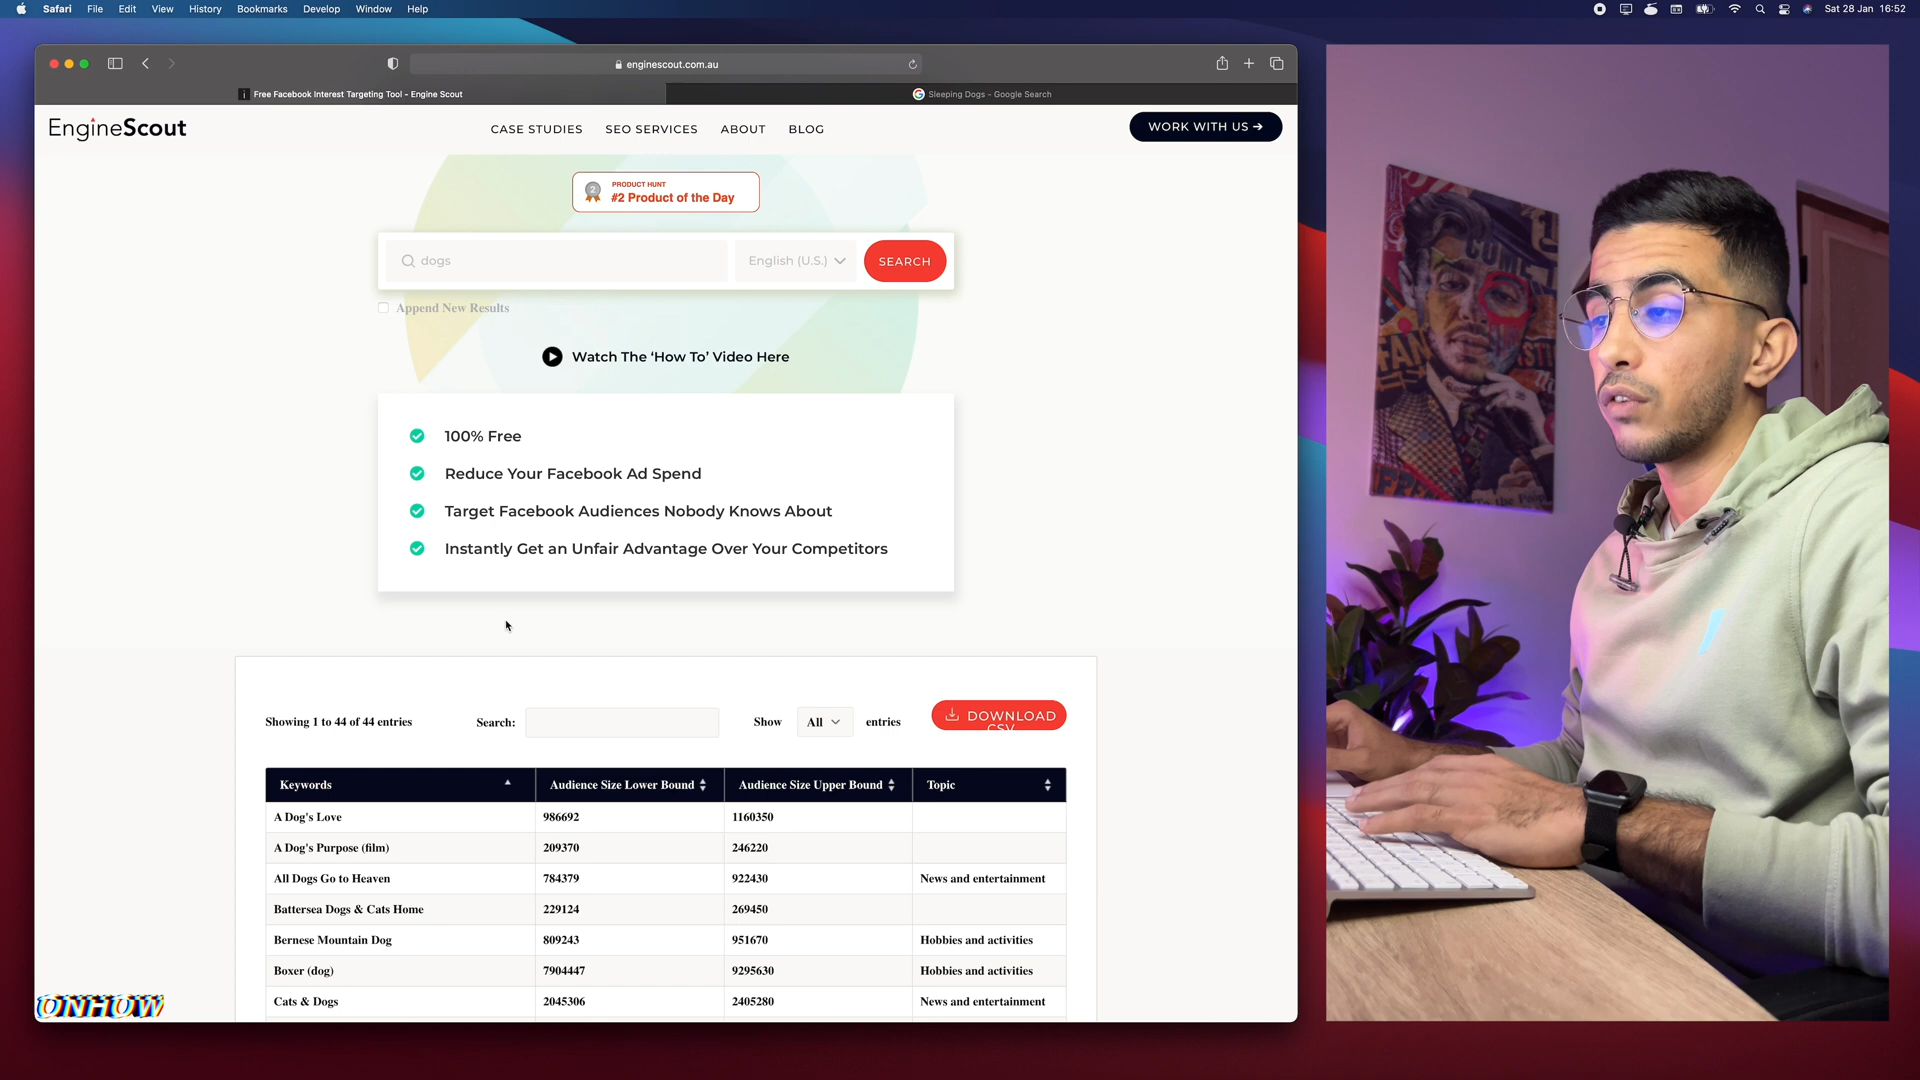 Safari File Edit View History Bookmarks Develop Window Help
Sat 28 Jan 16:52
enginescout.com.au
Free Facebook Interest Targeting Tool - Engine Scout
Sleeping Dogs - Google Search
EngineScout
CASE STUDIES SEO SERVICES ABOUT BLOG
WORK WITH US →
2
PRODUCT HUNT
#2 Product of the Day
dogs
English (U.S.)
SEARCH
Append New Results
Watch The ‘How To’ Video Here
100% Free
Reduce Your Facebook Ad Spend
Target Facebook Audiences Nobody Knows About
Instantly Get an Unfair Advantage Over Your Competitors
Showing 1 to 44 of 44 entries
Search:
Show All entries
DOWNLOAD
CSV
Keywords Audience Size Lower Bound Audience Size Upper Bound Topic
A Dog's Love 986692 1160350
A Dog's Purpose (film) 209370 246220
All Dogs Go to Heaven 784379 922430 News and entertainment
Battersea Dogs & Cats Home 229124 269450
Bernese Mountain Dog 809243 951670 Hobbies and activities
Boxer (dog) 7904447 9295630 Hobbies and activities
Cats & Dogs 2045306 2405280 News and entertainment
ONHOW